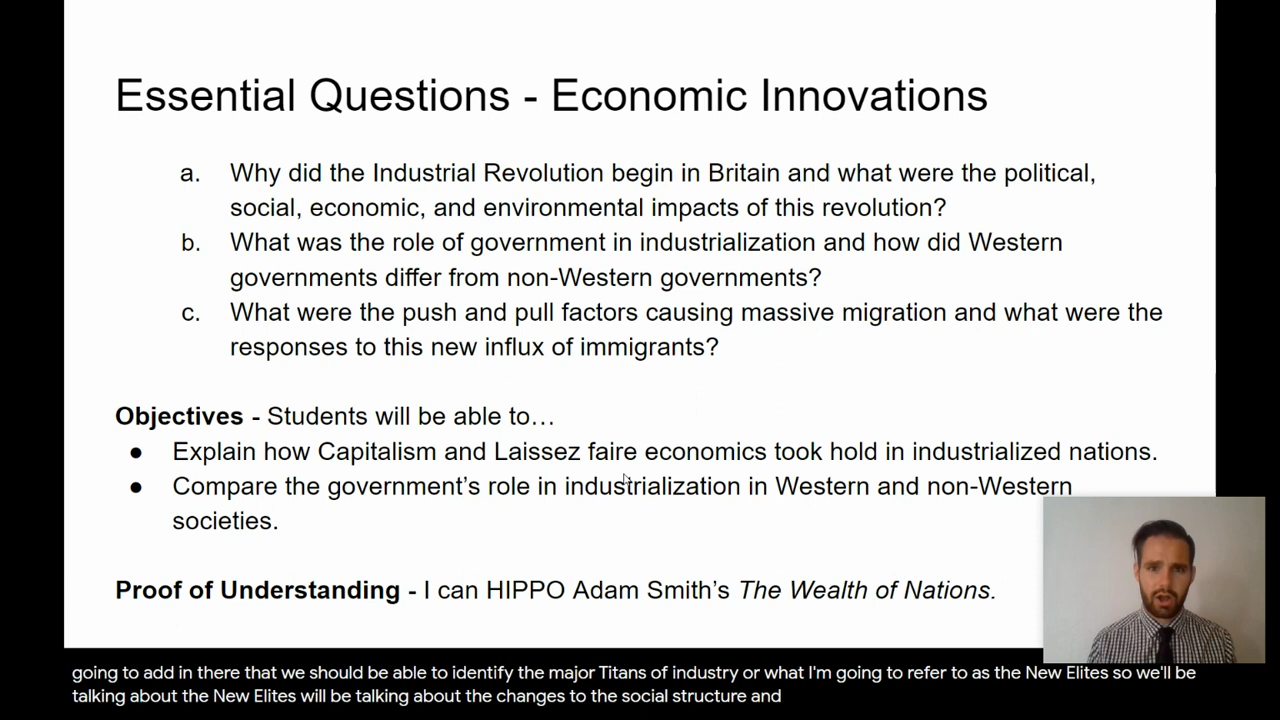 Essential Questions - Economic Innovations
a. Why did the Industrial Revolution begin in Britain and what were the political,
social, economic, and environmental impacts of this revolution?
b. What was the role of government in industrialization and how did Western
governments differ from non-Western governments?
c. What were the push and pull factors causing massive migration and what were the
responses to this new influx of immigrants?
Objectives - Students will be able to…
● Explain how Capitalism and Laissez faire economics took hold in industrialized nations.
● Compare the government’s role in industrialization in Western and non-Western
societies.
Proof of Understanding - I can HIPPO Adam Smith’s The Wealth of Nations.
going to add in there that we should be able to identify the major Titans of industry or what I'm going to refer to as the New Elites so we'll be
talking about the New Elites will be talking about the changes to the social structure and